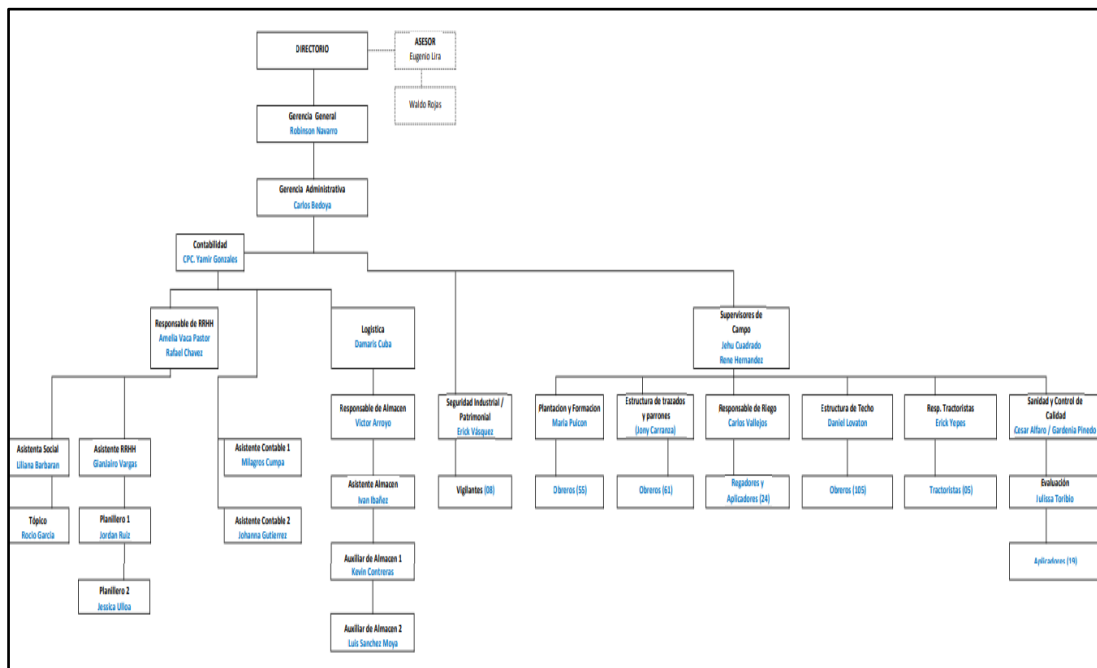 DIRECTORIO
ASESOR
Eugenio Lira
Waldo Rojas
Gerencia General
Robinson Navarro
Gerencia Administrativa
Carlos Bedoya
Contabilidad
CPC. Yamir Gonzales
Responsable de RRHH
Amelia Vaca Pastor
Rafael Chavez
Logistica
Damaris Cuba
Supervisores de
Campo
Jehu Cuadrado
Rene Hernandez
Responsable de Almacen
Victor Arroyo
Seguridad Industrial /
Patrimonial
Erick Vásquez
Plantacion y Formacion
Maria Puicon
Estructura de trazados
y parrones
(Jony Carranza)
Responsable de Riego
Carlos Vallejos
Estructura de Techo
Daniel Lovaton
Resp. Tractoristas
Erick Yepes
Sanidad y Control de
Calidad
Cesar Alfaro / Gardenia Pinedo
Asistenta Social
Liliana Barbaran
Asistente RRHH
GianJairo Vargas
Asistente Contable 1
Milagros Cumpa
Asistente Almacen
Ivan Ibañez
Vigilantes (08)
Obreros (55)
Obreros (61)
Regadores y
Aplicadores (24)
Obreros (105)
Tractoristas (05)
Evaluación
Julissa Toribio
Tópico
Rocio Garcia
Planillero 1
Jordan Ruiz
Asistente Contable 2
Johanna Gutierrez
Auxiliar de Almacen 1
Kevin Contreras
Aplicadores (19)
Planillero 2
Jessica Ulloa
Auxiliar de Almacen 2
Luis Sanchez Moya